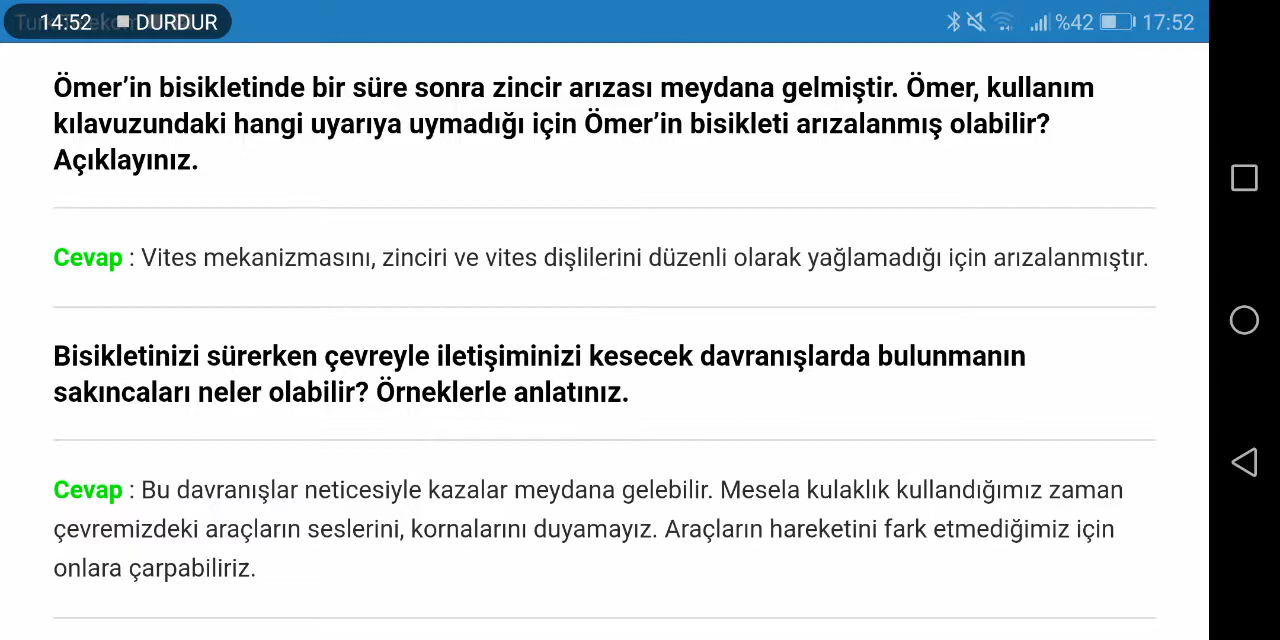 14:52 DURDUR
%42 17:52
Ömer’in bisikletinde bir süre sonra zincir arızası meydana gelmiştir. Ömer, kullanım
kılavuzundaki hangi uyarıya uymadığı için Ömer’in bisikleti arızalanmış olabilir?
Açıklayınız.
Cevap : Vites mekanizmasını, zinciri ve vites dişlilerini düzenli olarak yağlamadığı için arızalanmıştır.
Bisikletinizi sürerken çevreyle iletişiminizi kesecek davranışlarda bulunmanın
sakıncaları neler olabilir? Örneklerle anlatınız.
Cevap : Bu davranışlar neticesiyle kazalar meydana gelebilir. Mesela kulaklık kullandığımız zaman
çevremizdeki araçların seslerini, kornalarını duyamayız. Araçların hareketini fark etmediğimiz için
onlara çarpabiliriz.